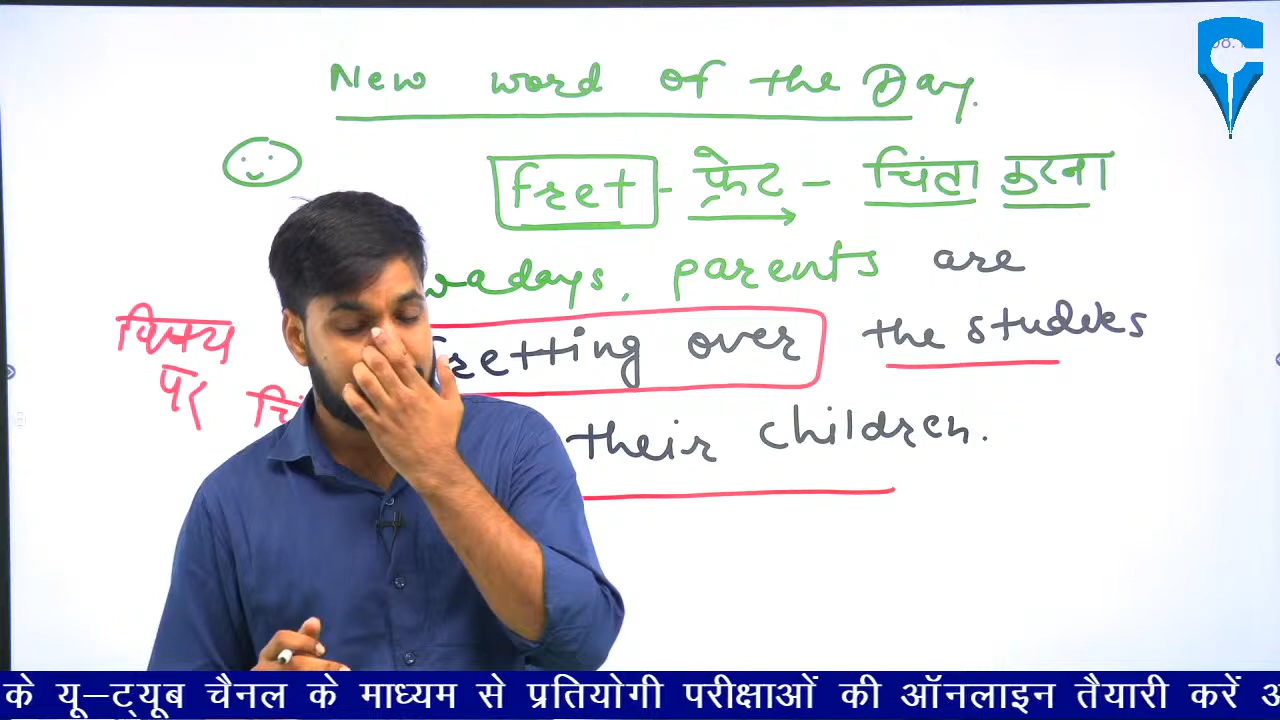 New word of the Day.
fret - फ्रेट - चिंता करना
parents are
fretting over the studies
विषय
पर
their children.
के यू–ट्यूब चैनल के माध्यम से प्रतियोगी परीक्षाओं की ऑनलाइन तैयारी करें